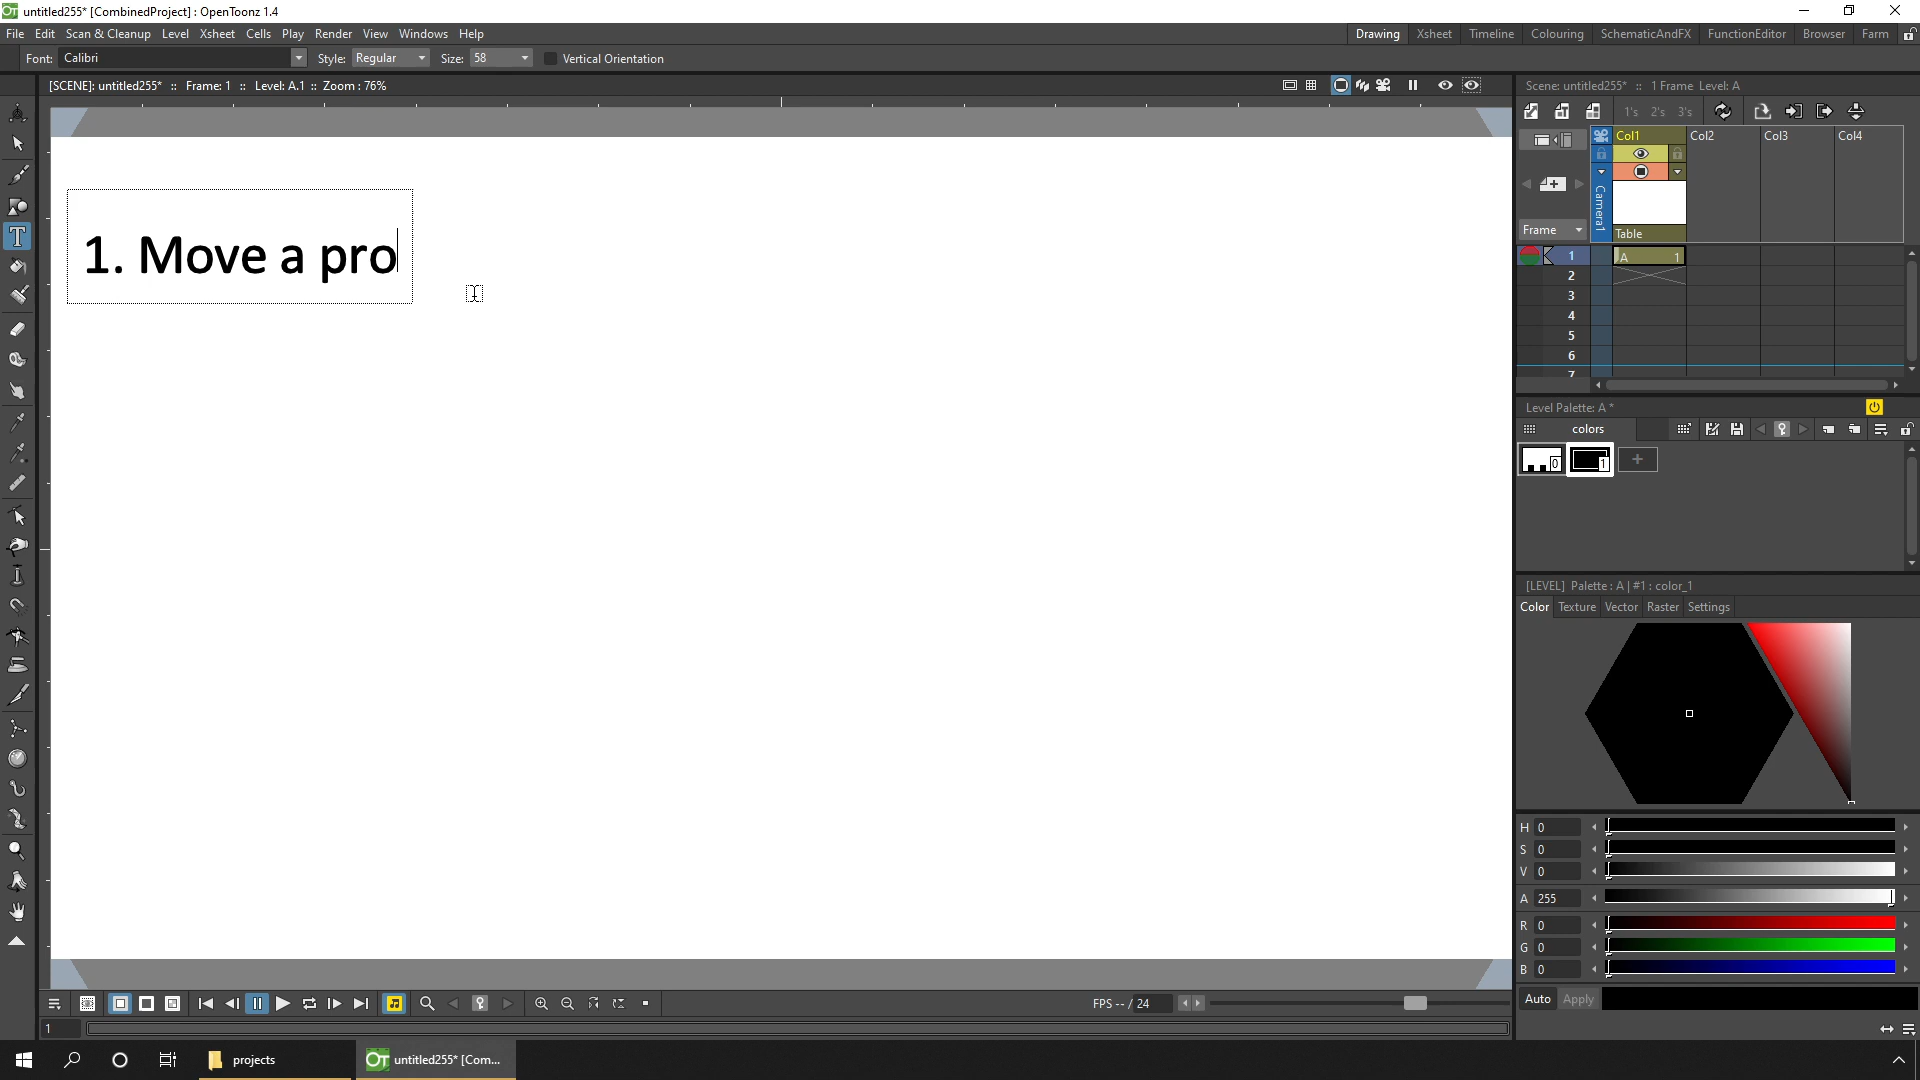 untitled255* [CombinedProject] : OpenToonz 1.4
File Edit Scan & Cleanup Level Xsheet Cells Play Render View Windows Help
Drawing Xsheet Timeline Colouring SchematicAndFX FunctionEditor Browser Farm
Font: Calibri Style: Regular Size: 58 Vertical Orientation
[SCENE]: untitled255* :: Frame: 1 :: Level: A.1 :: Zoom : 76%
Scene: untitled255* :: 1 Frame Level: A
1's 2's 3's
Col1 Col2 Col3 Col4
Camera1
Frame Table
1 A 1
2
3
4
5
6
7
1. Move a pro
Level Palette: A *
colors
0 1 +
[LEVEL] Palette : A | #1 : color_1
Color Texture Vector Raster Settings
H 0
S 0
V 0
A 255
R 0
G 0
B 0
Auto Apply
FPS -- / 24
1
projects
OT untitled255* [Com...